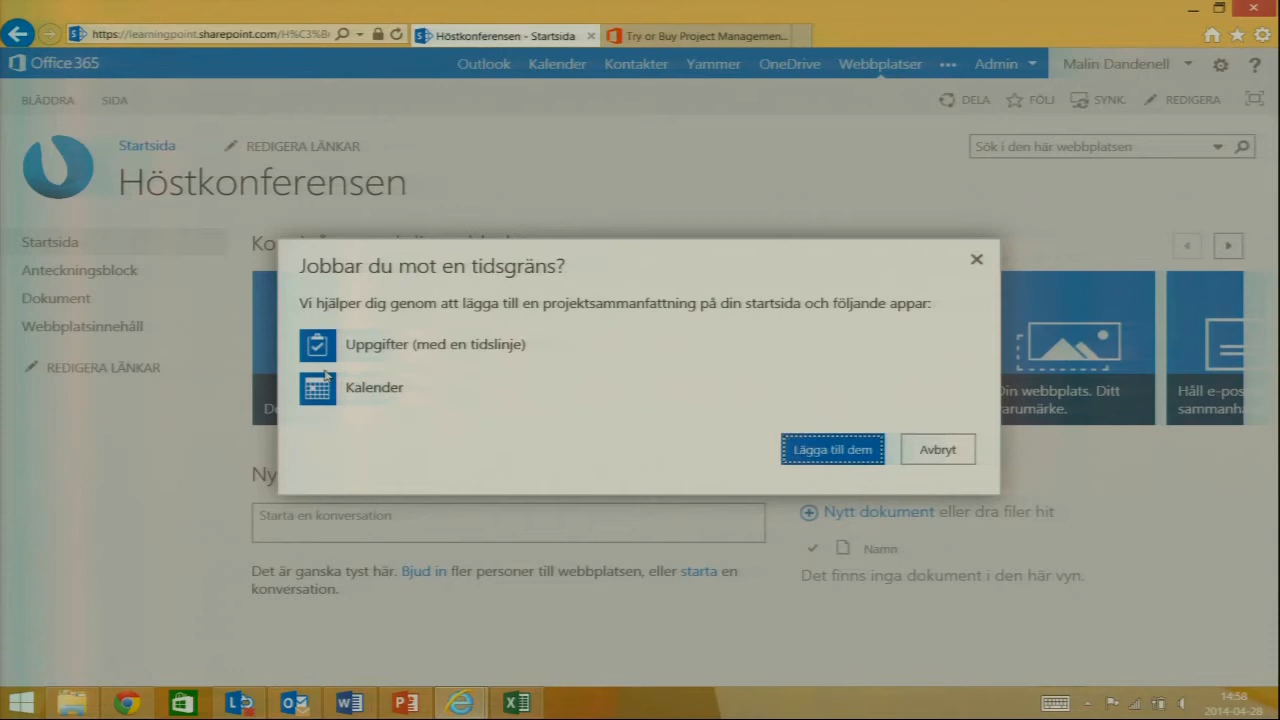 https://learningpoint.sharepoint.com/H%C3%B
Höstkonferensen - Startsida
Try or Buy Project Managemen...
Office 365
Outlook Kalender Kontakter Yammer OneDrive Webbplatser ••• Admin Malin Dandenell ?
BLÄDDRA SIDA
DELA FÖLJ SYNK. REDIGERA
Startsida REDIGERA LÄNKAR
Sök i den här webbplatsen
Höstkonferensen
Startsida
Anteckningsblock
Dokument
Webbplatsinnehåll
REDIGERA LÄNKAR
Jobbar du mot en tidsgräns?
Vi hjälper dig genom att lägga till en projektsammanfattning på din startsida och följande appar:
Uppgifter (med en tidslinje)
Kalender
Lägga till dem Avbryt
Din webbplats. Ditt
varumärke.
Håll e-pos
sammanha
Ny
Starta en konversation
Det är ganska tyst här. Bjud in fler personer till webbplatsen, eller starta en
konversation.
Nytt dokument eller dra filer hit
Namn
Det finns inga dokument i den här vyn.
14:58
2014-04-28